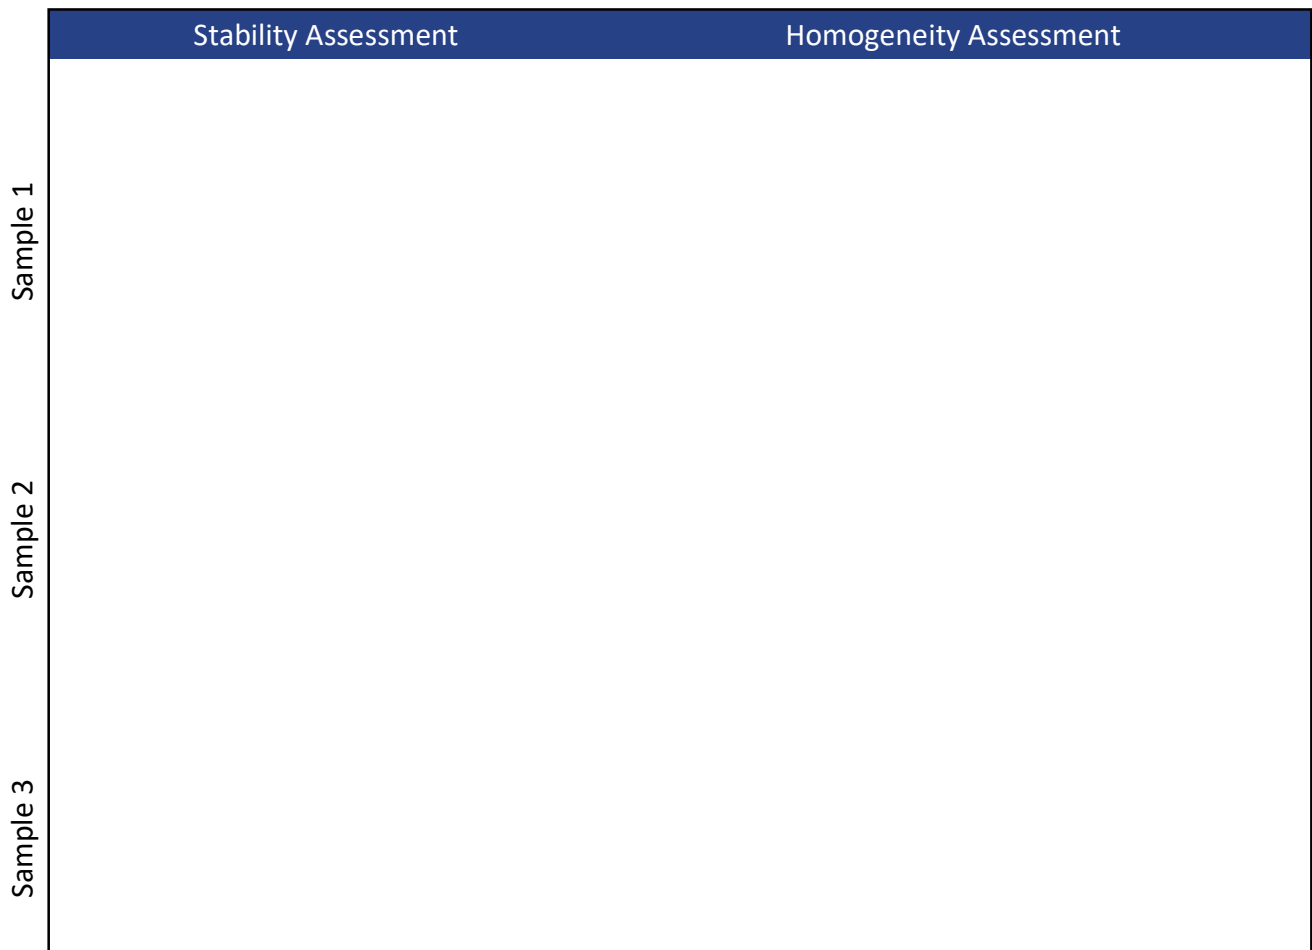 Stability Assessment
Homogeneity Assessment
Sample 1
Sample 2
Sample 3